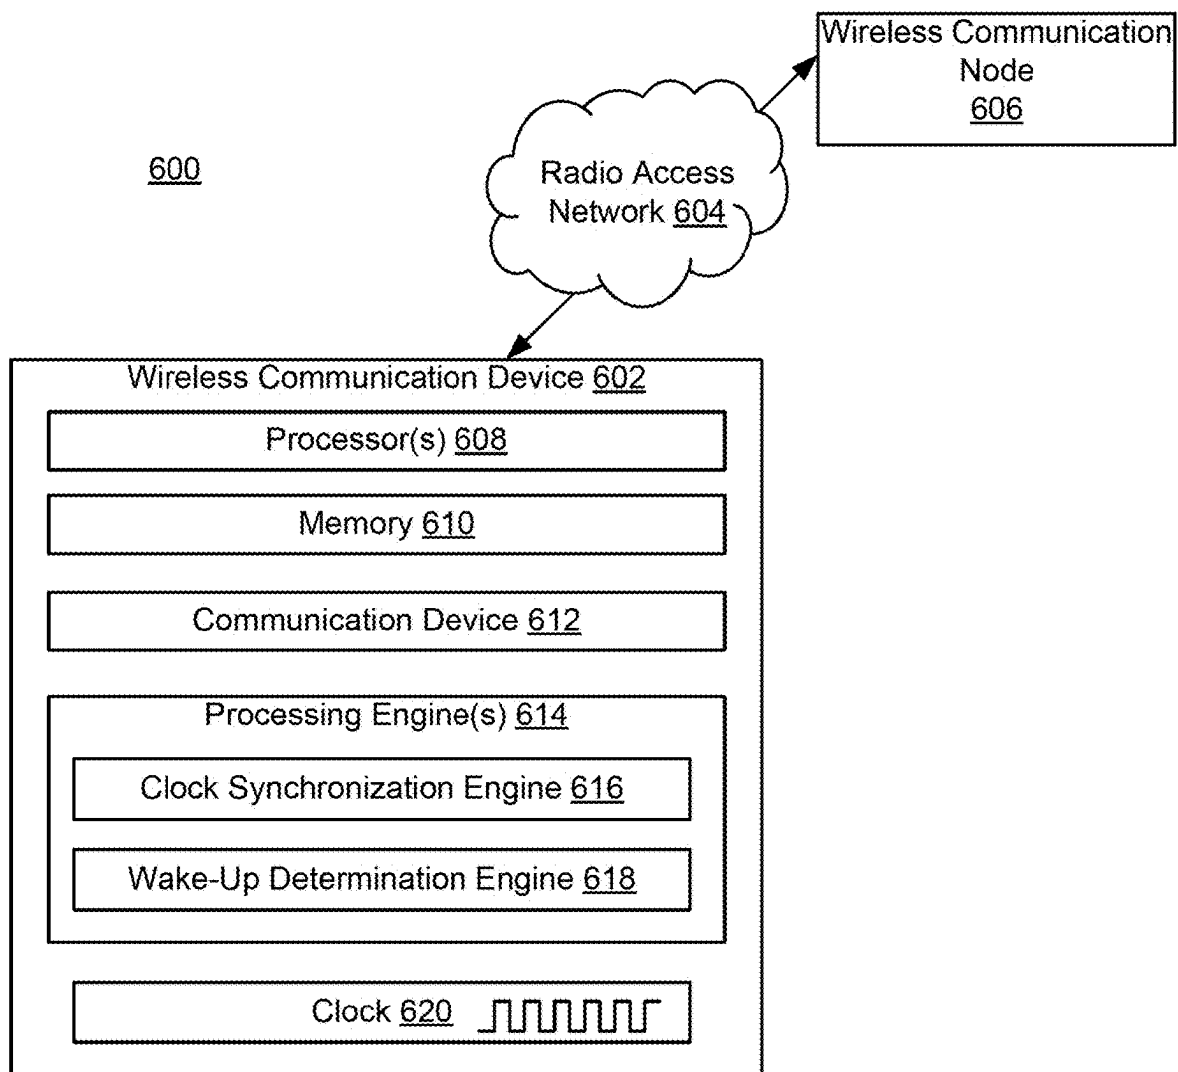 Wireless Communication
Node
606
600
Radio Access
Network 604
Wireless Communication Device 602
Processor(s) 608
Memory 610
Communication Device 612
Processing Engine(s) 614
Clock Synchronization Engine 616
Wake-Up Determination Engine 618
Clock 620